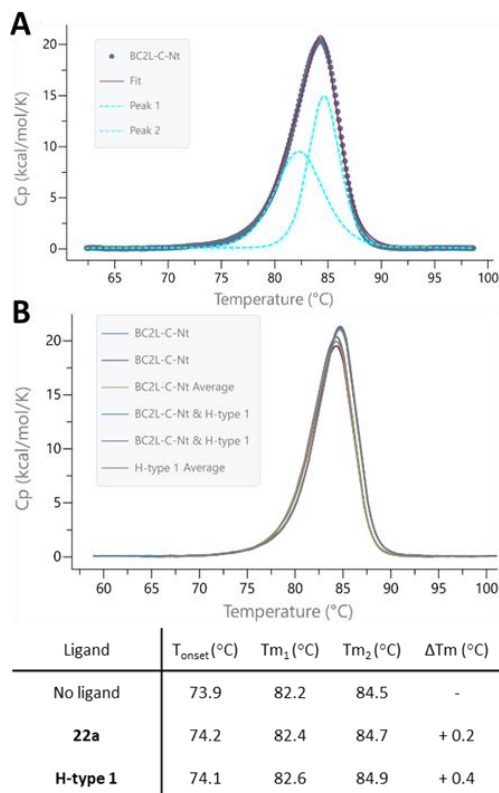 A
20
15
10
5
0
Cp (kcal/mol/K)
BC2L-C-Nt
Fit
Peak 1
Peak 2
65 70 75 80 85 90 95 100
Temperature (°C)
B
20
15
10
5
0
Cp (kcal/mol/K)
BC2L-C-Nt
BC2L-C-Nt
BC2L-C-Nt Average
BC2L-C-Nt & H-type 1
BC2L-C-Nt & H-type 1
H-type 1 Average
60 65 70 75 80 85 90 95 100
Temperature (°C)
Ligand Tonset (°C) Tm1 (°C) Tm2 (°C) ΔTm (°C)
No ligand 73.9 82.2 84.5 -
22a 74.2 82.4 84.7 + 0.2
H-type 1 74.1 82.6 84.9 + 0.4